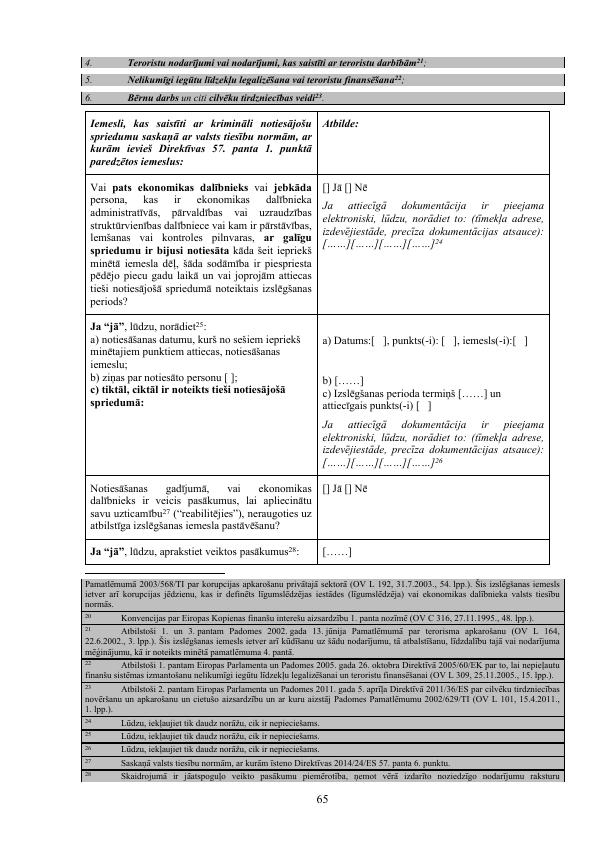 4. Teroristu nodarījumi vai nodarījumi, kas saistīti ar teroristu darbībām21;
5. Nelikumīgi iegūtu līdzekļu legalizēšana vai teroristu finansēšana22;
6. Bērnu darbs un citi cilvēku tirdzniecības veidi23.
Iemesli, kas saistīti ar krimināli notiesājošu
spriedumu saskaņā ar valsts tiesību normām, ar
kurām ievieš Direktīvas 57. panta 1. punktā
paredzētos iemeslus:
Atbilde:
Vai pats ekonomikas dalībnieks vai jebkāda
persona, kas ir ekonomikas dalībnieka
administratīvās, pārvaldības vai uzraudzības
struktūrvienības dalībniece vai kam ir pārstāvības,
lemšanas vai kontroles pilnvaras, ar galīgu
spriedumu ir bijusi notiesāta kāda šeit iepriekš
minētā iemesla dēļ, šāda sodāmība ir piespriesta
pēdējo piecu gadu laikā un vai joprojām attiecas
tieši notiesājošā spriedumā noteiktais izslēgšanas
periods?
[] Jā [] Nē
Ja attiecīgā dokumentācija ir pieejama
elektroniski, lūdzu, norādiet to: (tīmekļa adrese,
izdevējiestāde, precīza dokumentācijas atsauce):
[……][……][……][……]24
Ja “jā”, lūdzu, norādiet25:
a) notiesāšanas datumu, kurš no sešiem iepriekš
minētajiem punktiem attiecas, notiesāšanas
iemeslu;
b) ziņas par notiesāto personu [ ];
c) tiktāl, ciktāl ir noteikts tieši notiesājošā
spriedumā:
a) Datums:[ ], punkts(-i): [ ], iemesls(-i):[ ]
b) [……]
c) Izslēgšanas perioda termiņš [……] un
attiecīgais punkts(-i) [ ]
Ja attiecīgā dokumentācija ir pieejama
elektroniski, lūdzu, norādiet to: (tīmekļa adrese,
izdevējiestāde, precīza dokumentācijas atsauce):
[……][……][……][……]26
Notiesāšanas gadījumā, vai ekonomikas
dalībnieks ir veicis pasākumus, lai apliecinātu
savu uzticamību27 (“reabilitējies”), neraugoties uz
atbilstīga izslēgšanas iemesla pastāvēšanu?
[] Jā [] Nē
Ja “jā”, lūdzu, aprakstiet veiktos pasākumus28:
[……]
Pamatlēmumā 2003/568/TI par korupcijas apkarošanu privātajā sektorā (OV L 192, 31.7.2003., 54. lpp.). Šis izslēgšanas iemesls
ietver arī korupcijas jēdzienu, kas ir definēts līgumslēdzējas iestādes (līgumslēdzēja) vai ekonomikas dalībnieka valsts tiesību
normās.
20 Konvencijas par Eiropas Kopienas finanšu interešu aizsardzību 1. panta nozīmē (OV C 316, 27.11.1995., 48. lpp.).
21 Atbilstoši 1. un 3. pantam Padomes 2002. gada 13. jūnija Pamatlēmumā par terorisma apkarošanu (OV L 164,
22.6.2002., 3. lpp.). Šis izslēgšanas iemesls ietver arī kūdīšanu uz šādu nodarījumu, tā atbalstīšanu, līdzdalību tajā vai nodarījuma
mēģinājumu, kā ir noteikts minētā pamatlēmuma 4. pantā.
22 Atbilstoši 1. pantam Eiropas Parlamenta un Padomes 2005. gada 26. oktobra Direktīvā 2005/60/EK par to, lai nepieļautu
finanšu sistēmas izmantošanu nelikumīgi iegūtu līdzekļu legalizēšanai un teroristu finansēšanai (OV L 309, 25.11.2005., 15. lpp.).
23 Atbilstoši 2. pantam Eiropas Parlamenta un Padomes 2011. gada 5. aprīļa Direktīvā 2011/36/ES par cilvēku tirdzniecības
novēršanu un apkarošanu un cietušo aizsardzību un ar kuru aizstāj Padomes Pamatlēmumu 2002/629/TI (OV L 101, 15.4.2011.,
1. lpp.).
24 Lūdzu, iekļaujiet tik daudz norāžu, cik ir nepieciešams.
25 Lūdzu, iekļaujiet tik daudz norāžu, cik ir nepieciešams.
26 Lūdzu, iekļaujiet tik daudz norāžu, cik ir nepieciešams.
27 Saskaņā valsts tiesību normām, ar kurām īsteno Direktīvas 2014/24/ES 57. panta 6. punktu.
28 Skaidrojumā ir jāatspoguļo veikto pasākumu piemērotība, ņemot vērā izdarīto noziedzīgo nodarījumu raksturu
65